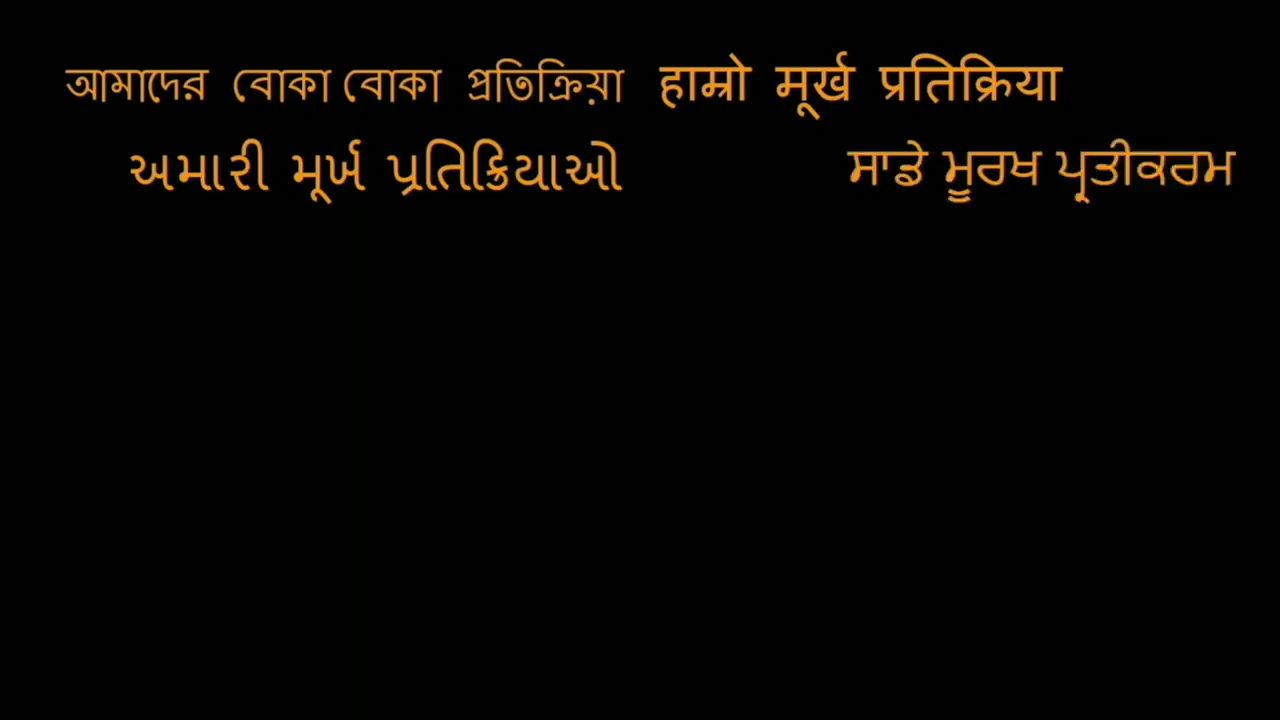 আমাদের বোকা বোকা প্রতিক্রিয়া हाम्रो मूर्ख प्रतिक्रिया
અમારી મૂર્ખ પ્રતિક્રિયાઓ ਸਾਡੇ ਮੂਰਖ ਪ੍ਰਤੀਕਰਮ